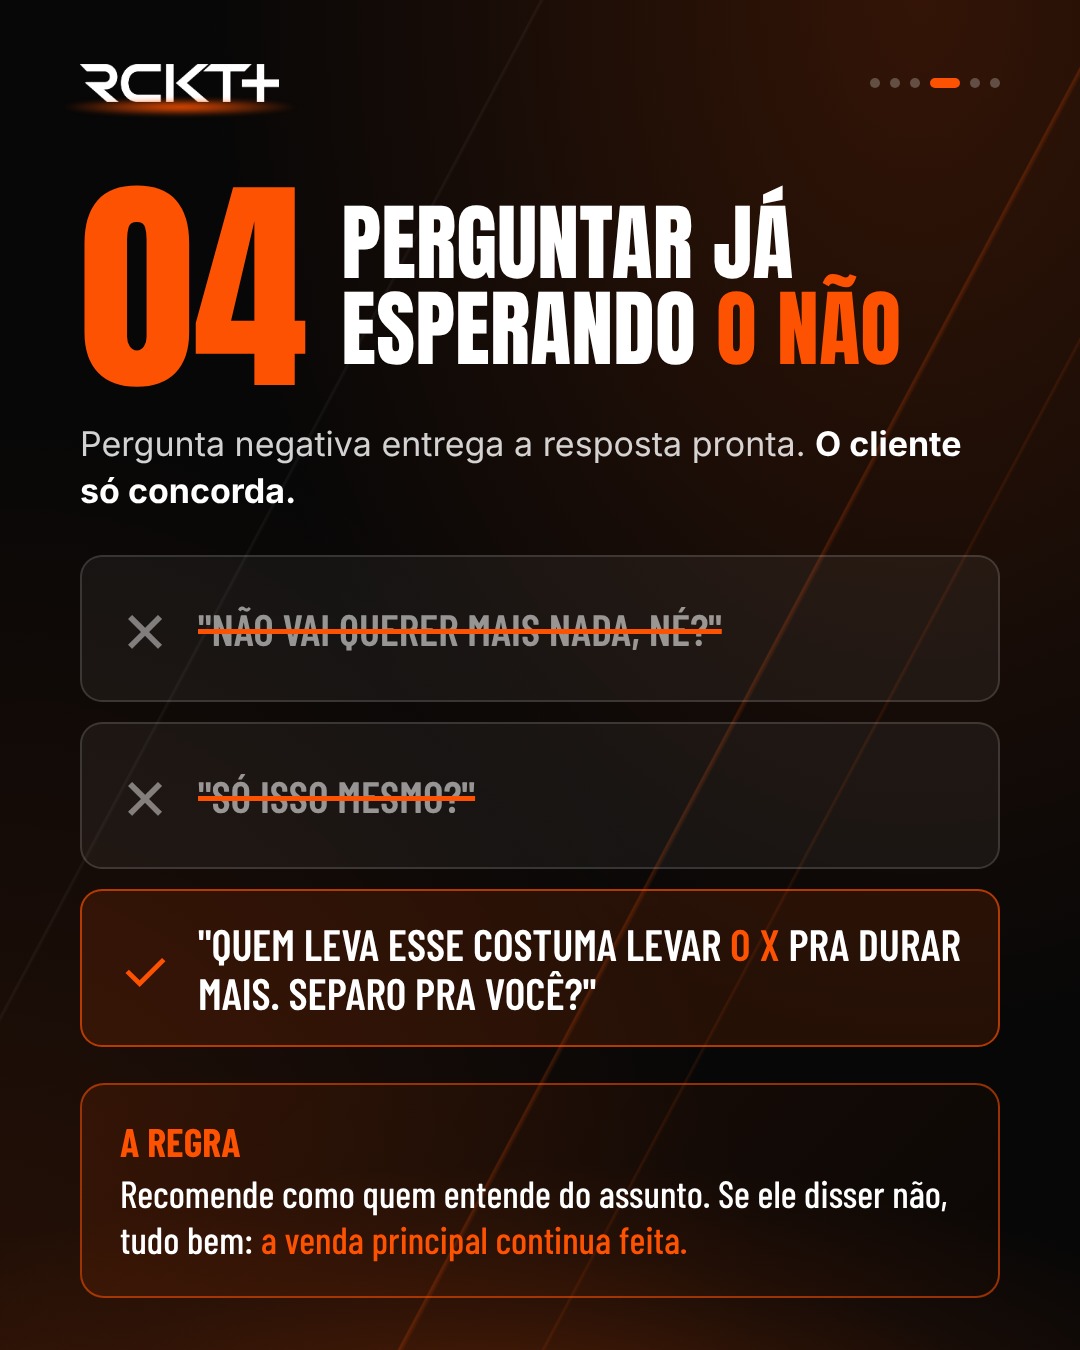 RCKT+
04
PERGUNTAR JÁ
ESPERANDO O NÃO
Pergunta negativa entrega a resposta pronta. O cliente
só concorda.
"NÃO VAI QUERER MAIS NADA, NÉ?"
"SÓ ISSO MESMO?"
"QUEM LEVA ESSE COSTUMA LEVAR O X PRA DURAR
MAIS. SEPARO PRA VOCÊ?"
A REGRA
Recomende como quem entende do assunto. Se ele disser não,
tudo bem: a venda principal continua feita.